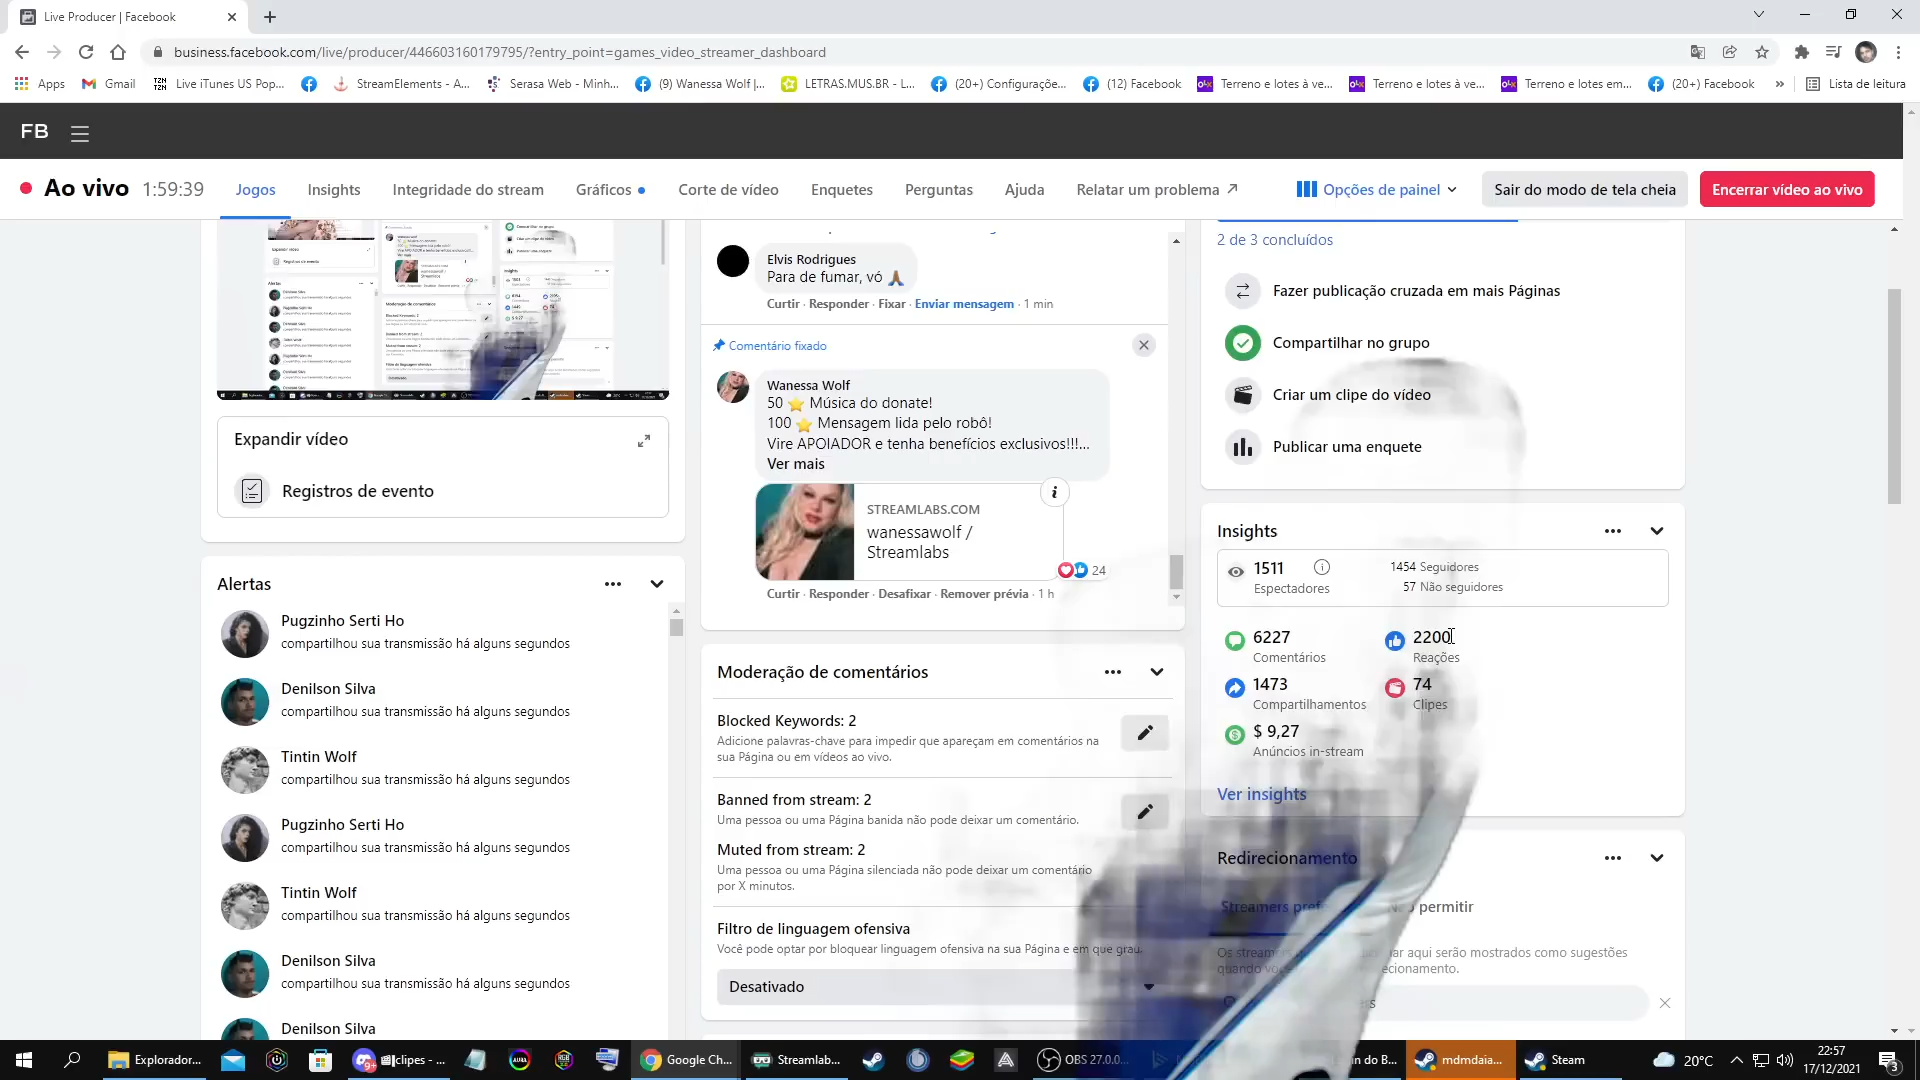 Live Producer | Facebook
business.facebook.com/live/producer/446603160179795/?entry_point=games_video_streamer_dashboard
Apps
Gmail
Live iTunes US Pop...
StreamElements - A...
Serasa Web - Minh...
(9) Wanessa Wolf |...
LETRAS.MUS.BR - L...
(20+) Configuraçõe...
(12) Facebook
Terreno e lotes à ve...
Terreno e lotes à ve...
Terreno e lotes em...
(20+) Facebook
»
Lista de leitura
FB
Ao vivo 1:59:39
Jogos
Insights
Integridade do stream
Gráficos
Corte de vídeo
Enquetes
Perguntas
Ajuda
Relatar um problema
Opções de painel
Sair do modo de tela cheia
Encerrar vídeo ao vivo
Expandir vídeo
Registros de evento
Alertas
Pugzinho Serti Ho
compartilhou sua transmissão há alguns segundos
Denilson Silva
compartilhou sua transmissão há alguns segundos
Tintin Wolf
compartilhou sua transmissão há alguns segundos
Pugzinho Serti Ho
compartilhou sua transmissão há alguns segundos
Tintin Wolf
compartilhou sua transmissão há alguns segundos
Denilson Silva
compartilhou sua transmissão há alguns segundos
Denilson Silva
Elvis Rodrigues
Para de fumar, vó 🙏🏾
Curtir · Responder · Fixar · Enviar mensagem · 1 min
Comentário fixado
Wanessa Wolf
50 ⭐ Música do donate!
100 ⭐ Mensagem lida pelo robô!
Vire APOIADOR e tenha benefícios exclusivos!!!...
Ver mais
STREAMLABS.COM
wanessawolf /
Streamlabs
24
Curtir · Responder · Desafixar · Remover prévia · 1 h
Moderação de comentários
Blocked Keywords: 2
Adicione palavras-chave para impedir que apareçam em comentários na
sua Página ou em vídeos ao vivo.
Banned from stream: 2
Uma pessoa ou uma Página banida não pode deixar um comentário.
Muted from stream: 2
Uma pessoa ou uma Página silenciada não pode deixar um comentário
por X minutos.
Filtro de linguagem ofensiva
Você pode optar por bloquear linguagem ofensiva na sua Página e em que grau.
Desativado
2 de 3 concluídos
Fazer publicação cruzada em mais Páginas
Compartilhar no grupo
Criar um clipe do vídeo
Publicar uma enquete
Insights
1511
Espectadores
1454 Seguidores
57 Não seguidores
6227
Comentários
2200
Reações
1473
Compartilhamentos
74
Clipes
$ 9,27
Anúncios in-stream
Ver insights
Redirecionamento
Streamers permitir
Os aqui serão mostrados como sugestões
quando
Explorador...
clipes - ...
Google Ch...
Streamlab...
OBS 27.0.0...
mdmdaia...
Steam
20°C
22:57
17/12/2021
3